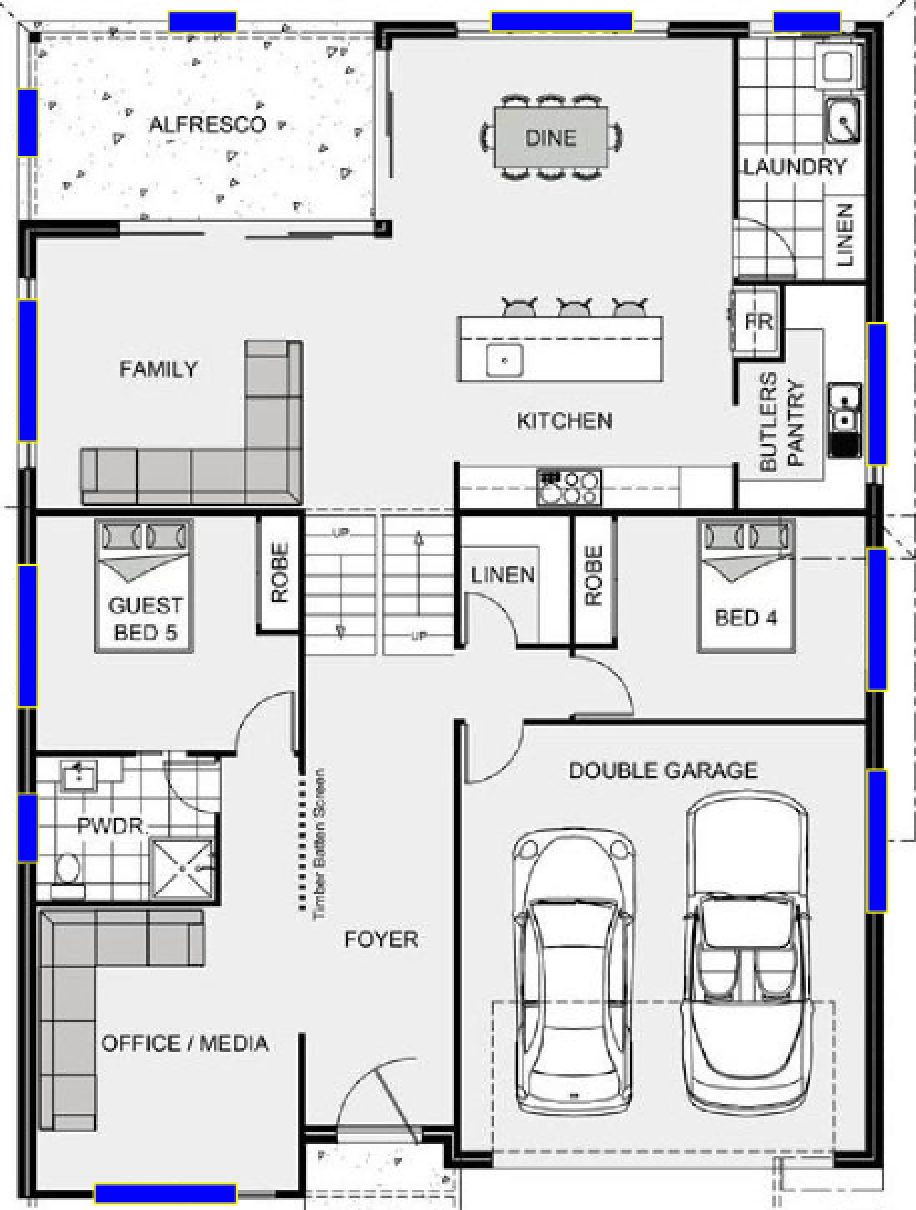 ALFRESCO
DINE
LAUNDRY
LINEN
FR
FAMILY
KITCHEN
BUTLERS
PANTRY
UP
UP
ROBE
GUEST
BED 5
LINEN
ROBE
BED 4
DOUBLE GARAGE
Timber Batten Screen
PWDR.
FOYER
OFFICE / MEDIA